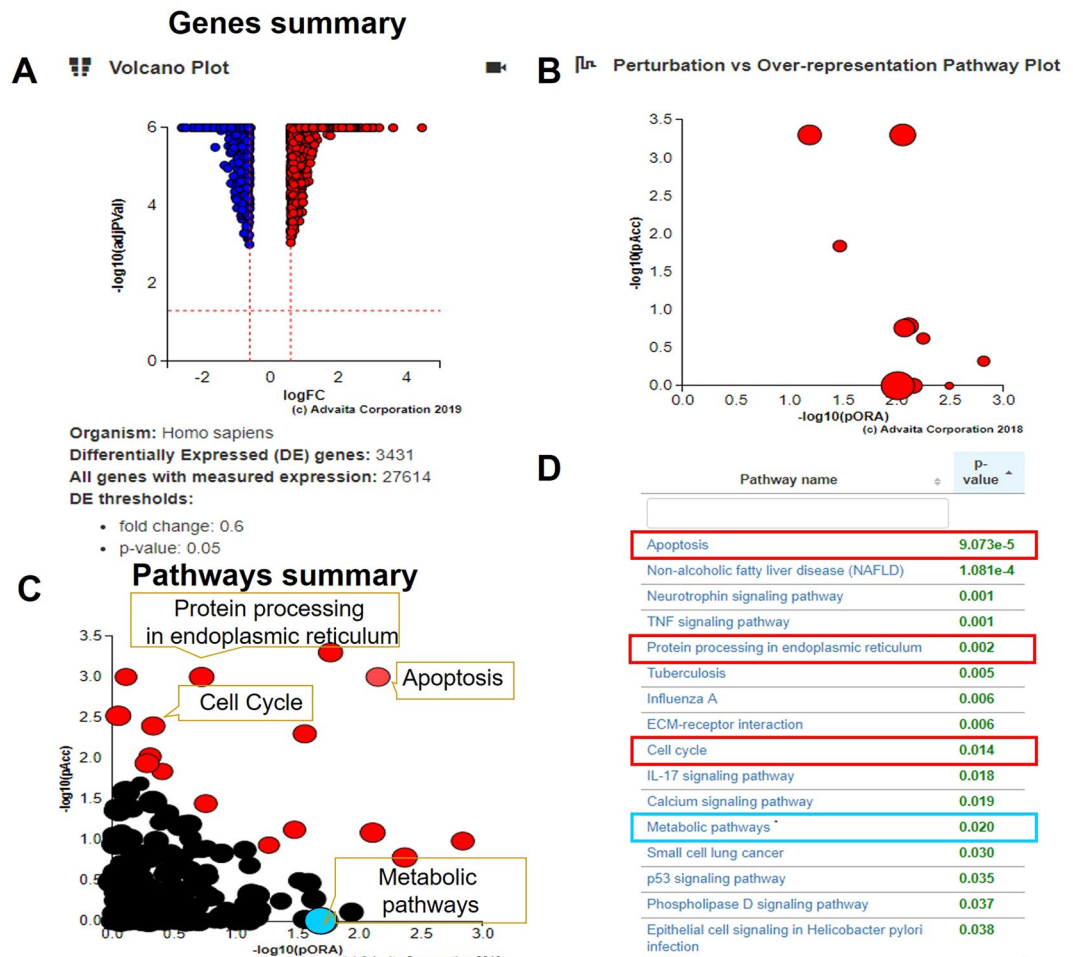 Genes summary
A
Volcano Plot
6
4
2
0
-log10(adjPVal)
-2
0
2
4
logFC
(c) Advaita Corporation 2019
Organism: Homo sapiens
Differentially Expressed (DE) genes: 3431
All genes with measured expression: 27614
DE thresholds:
• fold change: 0.6
• p-value: 0.05
B
Perturbation vs Over-representation Pathway Plot
3.5
3.0
2.5
2.0
1.5
1.0
0.5
0.0
-log10(pAcc)
0.0
0.5
1.0
1.5
2.0
2.5
3.0
-log10(pORA)
(c) Advaita Corporation 2018
Pathways summary
C
Protein processing
in endoplasmic reticulum
Apoptosis
Cell Cycle
Metabolic
pathways
3.5
3.0
2.5
2.0
1.5
1.0
0.5
0.0
-log10(pAcc)
0.0
0.5
1.0
1.5
2.0
2.5
3.0
-log10(pORA)
D
Pathway name
p-
value
Apoptosis 9.073e-5
Non-alcoholic fatty liver disease (NAFLD) 1.081e-4
Neurotrophin signaling pathway 0.001
TNF signaling pathway 0.001
Protein processing in endoplasmic reticulum 0.002
Tuberculosis 0.005
Influenza A 0.006
ECM-receptor interaction 0.006
Cell cycle 0.014
IL-17 signaling pathway 0.018
Calcium signaling pathway 0.019
Metabolic pathways 0.020
Small cell lung cancer 0.030
p53 signaling pathway 0.035
Phospholipase D signaling pathway 0.037
Epithelial cell signaling in Helicobacter pylori 0.038
infection